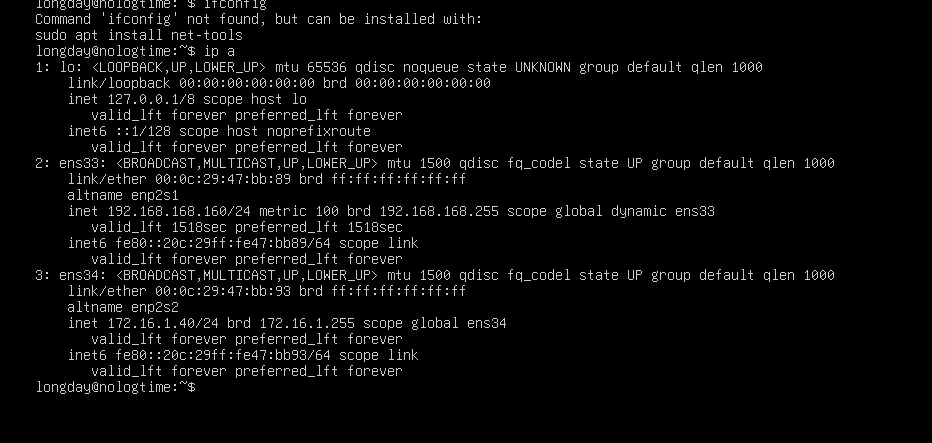 longday@nologtime:~$ ifconfig
Command 'ifconfig' not found, but can be installed with:
sudo apt install net-tools
longday@nologtime:~$ ip a
1: lo: <LOOPBACK,UP,LOWER_UP> mtu 65536 qdisc noqueue state UNKNOWN group default qlen 1000
    link/loopback 00:00:00:00:00:00 brd 00:00:00:00:00:00
    inet 127.0.0.1/8 scope host lo
       valid_lft forever preferred_lft forever
    inet6 ::1/128 scope host noprefixroute
       valid_lft forever preferred_lft forever
2: ens33: <BROADCAST,MULTICAST,UP,LOWER_UP> mtu 1500 qdisc fq_codel state UP group default qlen 1000
    link/ether 00:0c:29:47:bb:89 brd ff:ff:ff:ff:ff:ff
    altname enp2s1
    inet 192.168.168.160/24 metric 100 brd 192.168.168.255 scope global dynamic ens33
       valid_lft 1518sec preferred_lft 1518sec
    inet6 fe80::20c:29ff:fe47:bb89/64 scope link
       valid_lft forever preferred_lft forever
3: ens34: <BROADCAST,MULTICAST,UP,LOWER_UP> mtu 1500 qdisc fq_codel state UP group default qlen 1000
    link/ether 00:0c:29:47:bb:93 brd ff:ff:ff:ff:ff:ff
    altname enp2s2
    inet 172.16.1.40/24 brd 172.16.1.255 scope global ens34
       valid_lft forever preferred_lft forever
    inet6 fe80::20c:29ff:fe47:bb93/64 scope link
       valid_lft forever preferred_lft forever
longday@nologtime:~$